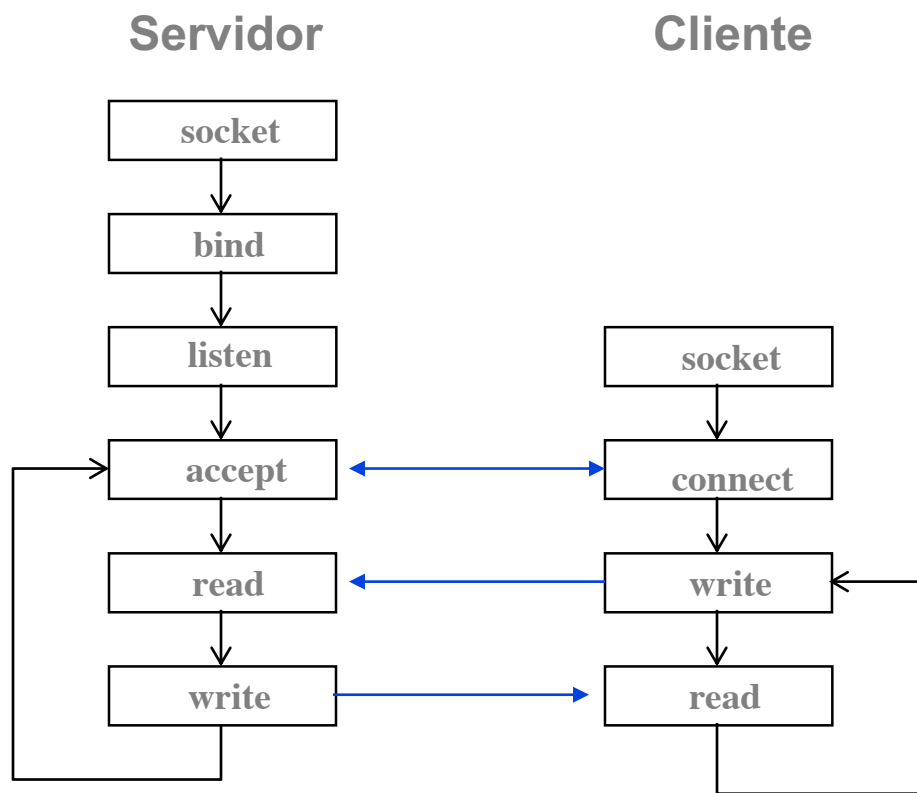 Servidor
Cliente
socket
bind
listen
socket
accept
connect
read
write
write
read